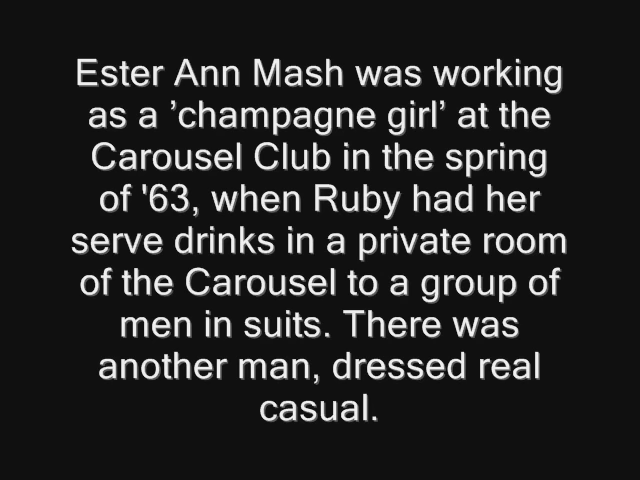 Ester Ann Mash was working
as a ’champagne girl’ at the
Carousel Club in the spring
of '63, when Ruby had her
serve drinks in a private room
of the Carousel to a group of
men in suits. There was
another man, dressed real
casual.